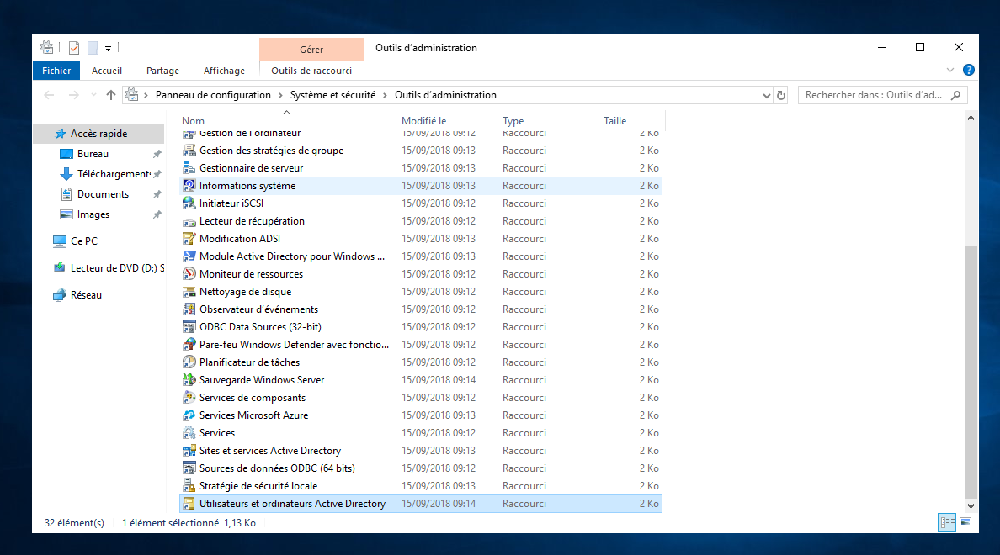 Gérer
Outils d'administration
Fichier
Accueil
Partage
Affichage
Outils de raccourci
Panneau de configuration
Système et sécurité
Outils d'administration
Rechercher dans : Outils d'ad...
Accès rapide
Bureau
Téléchargement:
Documents
Images
Ce PC
Lecteur de DVD (D:) S
Réseau
Nom Modifié le Type Taille
Gestion de l'ordinateur 15/09/2018 09:12 Raccourci 2 Ko
Gestion des stratégies de groupe 15/09/2018 09:13 Raccourci 2 Ko
Gestionnaire de serveur 15/09/2018 09:13 Raccourci 2 Ko
Informations système 15/09/2018 09:13 Raccourci 2 Ko
Initiateur iSCSI 15/09/2018 09:12 Raccourci 2 Ko
Lecteur de récupération 15/09/2018 09:12 Raccourci 2 Ko
Modification ADSI 15/09/2018 09:13 Raccourci 2 Ko
Module Active Directory pour Windows ... 15/09/2018 09:13 Raccourci 2 Ko
Moniteur de ressources 15/09/2018 09:12 Raccourci 2 Ko
Nettoyage de disque 15/09/2018 09:12 Raccourci 2 Ko
Observateur d'événements 15/09/2018 09:12 Raccourci 2 Ko
ODBC Data Sources (32-bit) 15/09/2018 09:12 Raccourci 2 Ko
Pare-feu Windows Defender avec fonctio... 15/09/2018 09:12 Raccourci 2 Ko
Planificateur de tâches 15/09/2018 09:12 Raccourci 2 Ko
Sauvegarde Windows Server 15/09/2018 09:14 Raccourci 2 Ko
Services de composants 15/09/2018 09:12 Raccourci 2 Ko
Services Microsoft Azure 15/09/2018 09:13 Raccourci 2 Ko
Services 15/09/2018 09:12 Raccourci 2 Ko
Sites et services Active Directory 15/09/2018 09:13 Raccourci 2 Ko
Sources de données ODBC (64 bits) 15/09/2018 09:12 Raccourci 2 Ko
Stratégie de sécurité locale 15/09/2018 09:13 Raccourci 2 Ko
Utilisateurs et ordinateurs Active Directory 15/09/2018 09:14 Raccourci 2 Ko
32 élément(s) 1 élément sélectionné 1,13 Ko